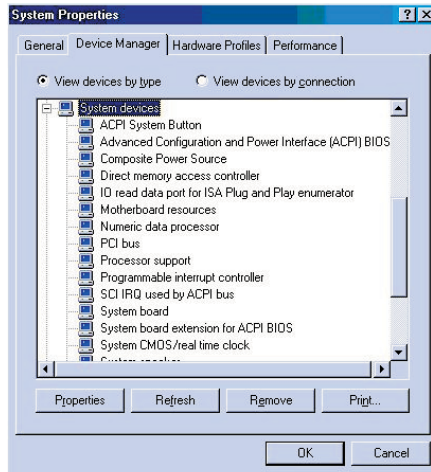 System Properties
General Device Manager Hardware Profiles Performance
View devices by type View devices by connection
System devices
ACPI System Button
Advanced Configuration and Power Interface (ACPI) BIOS
Composite Power Source
Direct memory access controller
IO read data port for ISA Plug and Play enumerator
Motherboard resources
Numeric data processor
PCI bus
Processor support
Programmable interrupt controller
SCI IRQ used by ACPI bus
System board
System board extension for ACPI BIOS
System CMOS/real time clock
System speaker
Properties Refresh Remove Print...
OK Cancel